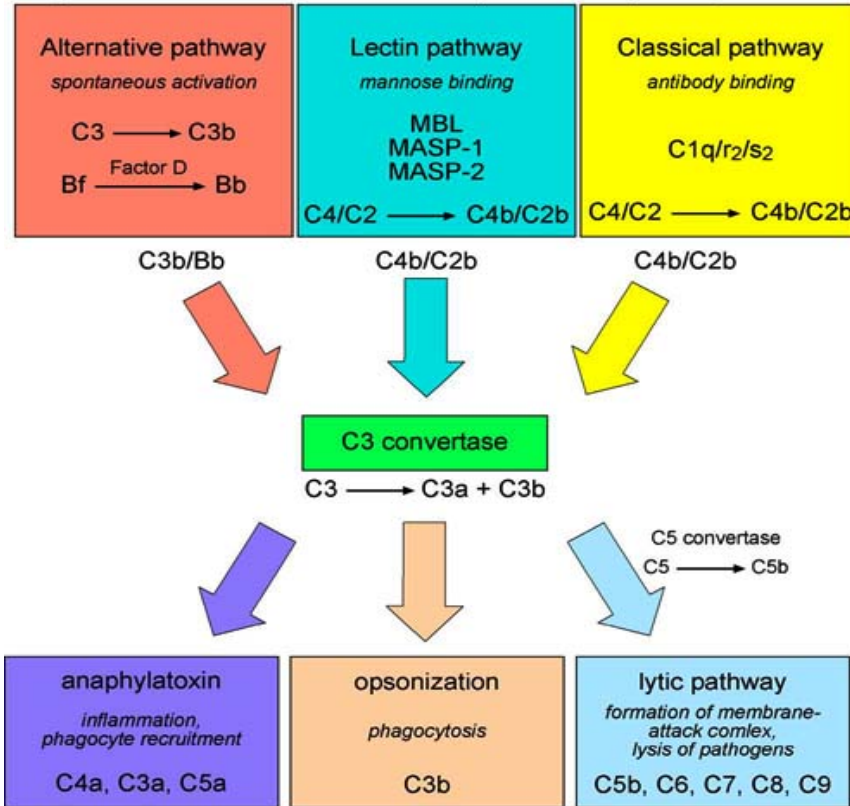 Alternative pathway
spontaneous activation
C3 → C3b
Factor D
Bf → Bb
Lectin pathway
mannose binding
MBL
MASP-1
MASP-2
C4/C2 → C4b/C2b
Classical pathway
antibody binding
C1q/r₂/s₂
C4/C2 → C4b/C2b
C3b/Bb
C4b/C2b
C4b/C2b
C3 convertase
C3 → C3a + C3b
C5 convertase
C5 → C5b
anaphylatoxin
inflammation,
phagocyte recruitment
C4a, C3a, C5a
opsonization
phagocytosis
C3b
lytic pathway
formation of membrane-
attack comlex,
lysis of pathogens
C5b, C6, C7, C8, C9